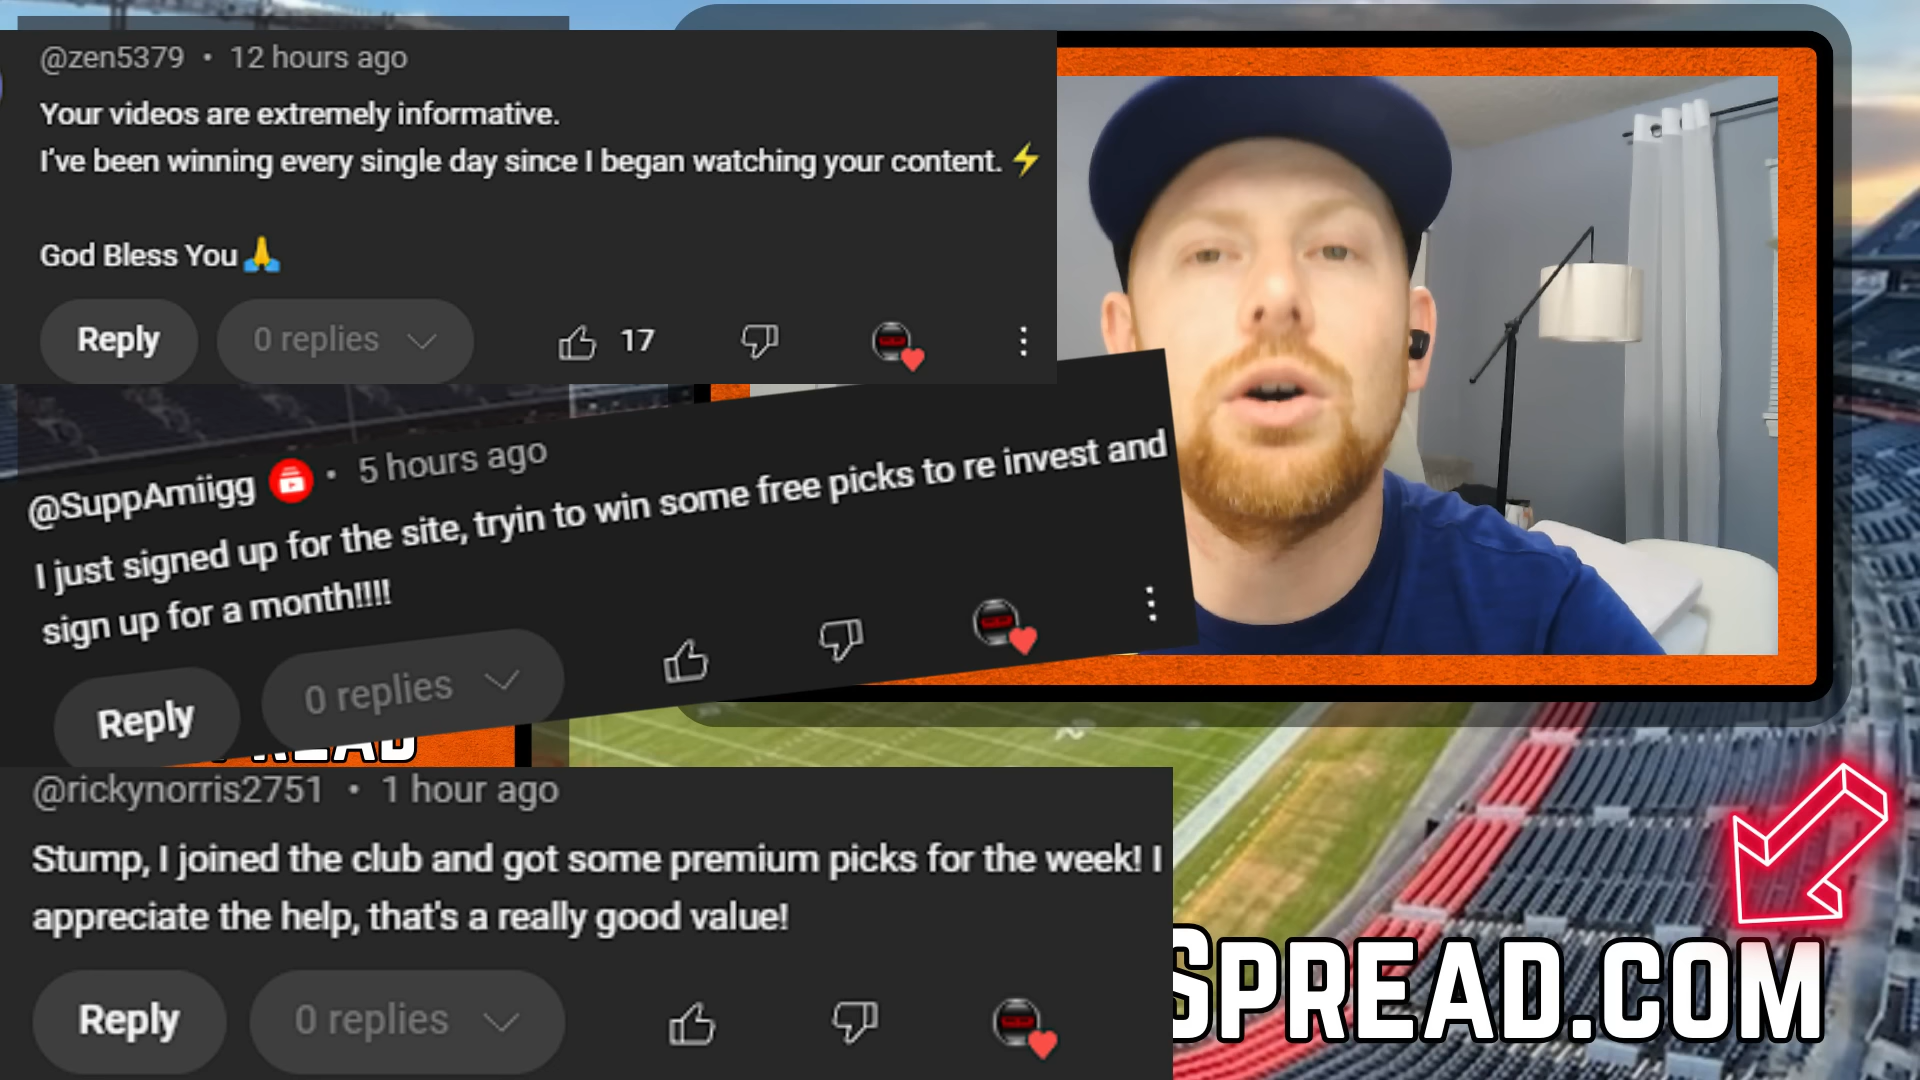 @zen5379 • 12 hours ago
Your videos are extremely informative.
I've been winning every single day since I began watching your content. ⚡
God Bless You 🙏
Reply
0 replies
17
@SuppAmiigg • 5 hours ago
I just signed up for the site, tryin to win some free picks to re invest and
sign up for a month!!!!
Reply
0 replies
@rickynorris2751 • 1 hour ago
Stump, I joined the club and got some premium picks for the week! I
appreciate the help, that's a really good value!
Reply
0 replies
SPREAD.COM